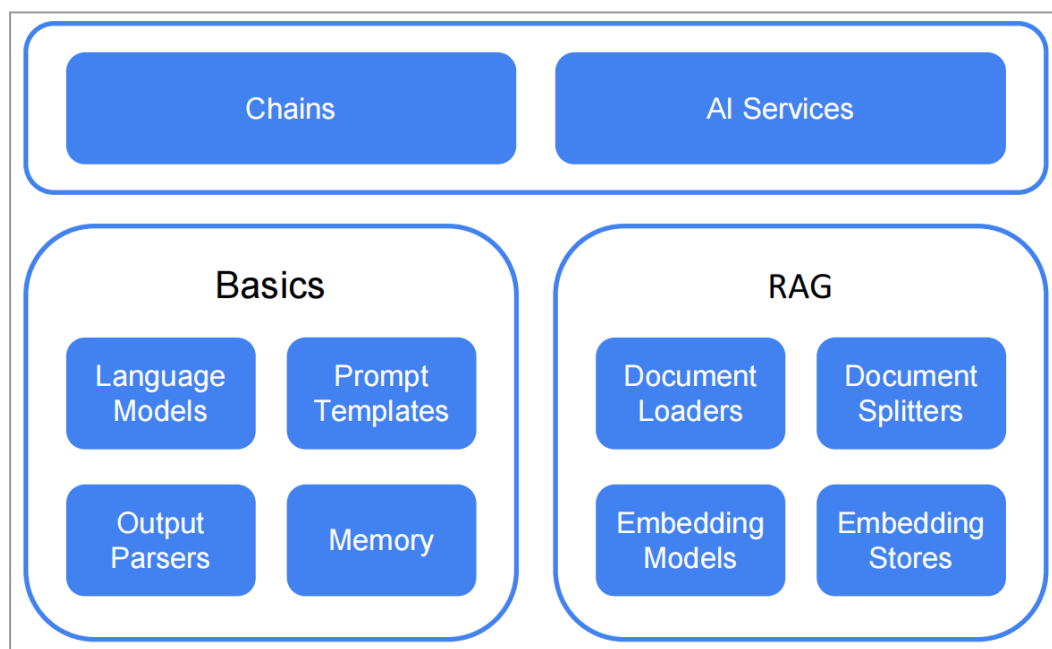 Chains
AI Services
Basics
Language
Models
Prompt
Templates
Output
Parsers
Memory
RAG
Document
Loaders
Document
Splitters
Embedding
Models
Embedding
Stores